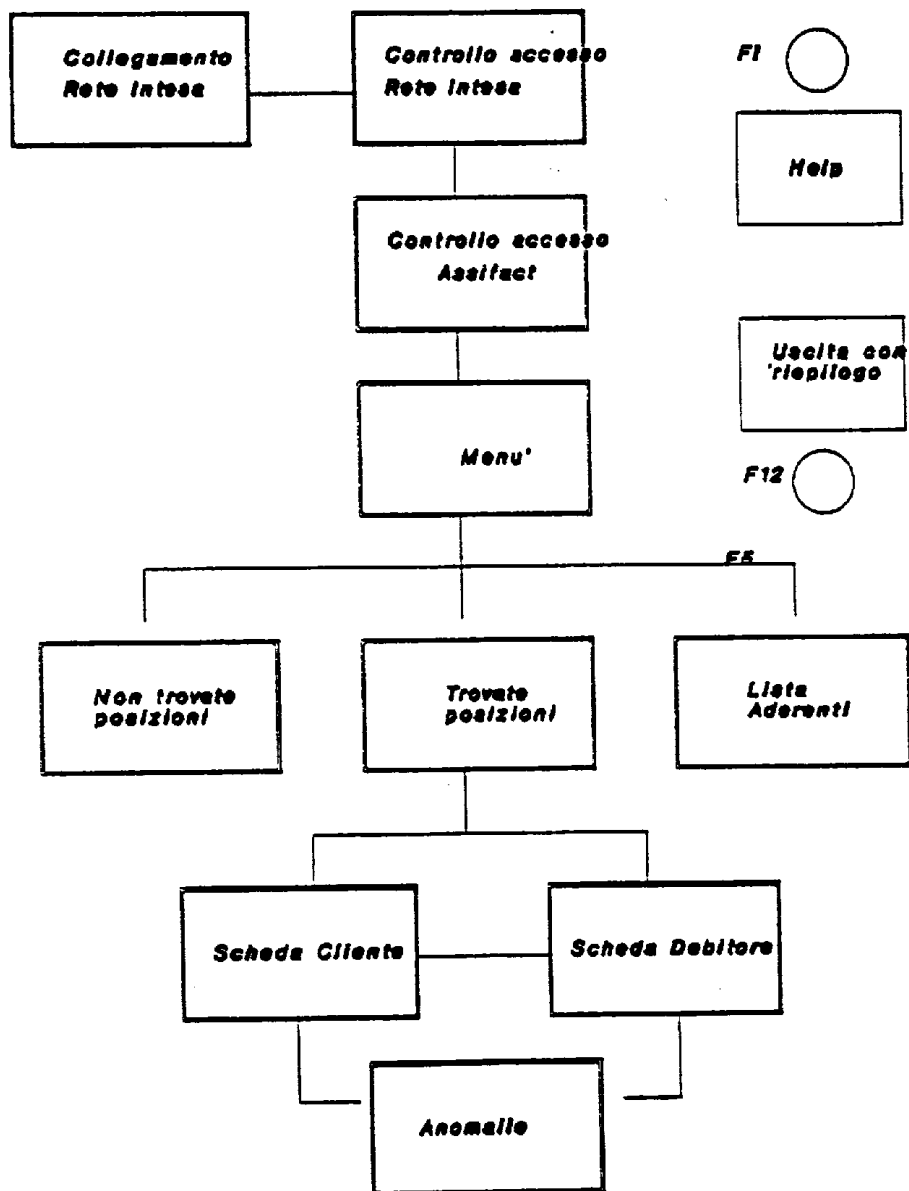 Collegamento
Rete Intesa
Controllo accesso
Rete Intesa
F1
Help
Controllo accesso
Assifact
Uscita con
'riepilogo
Menu'
F12
F5
Non trovate
posizioni
Trovate
posizioni
Lista
Aderenti
Scheda Cliente
Scheda Debitore
Anomalie